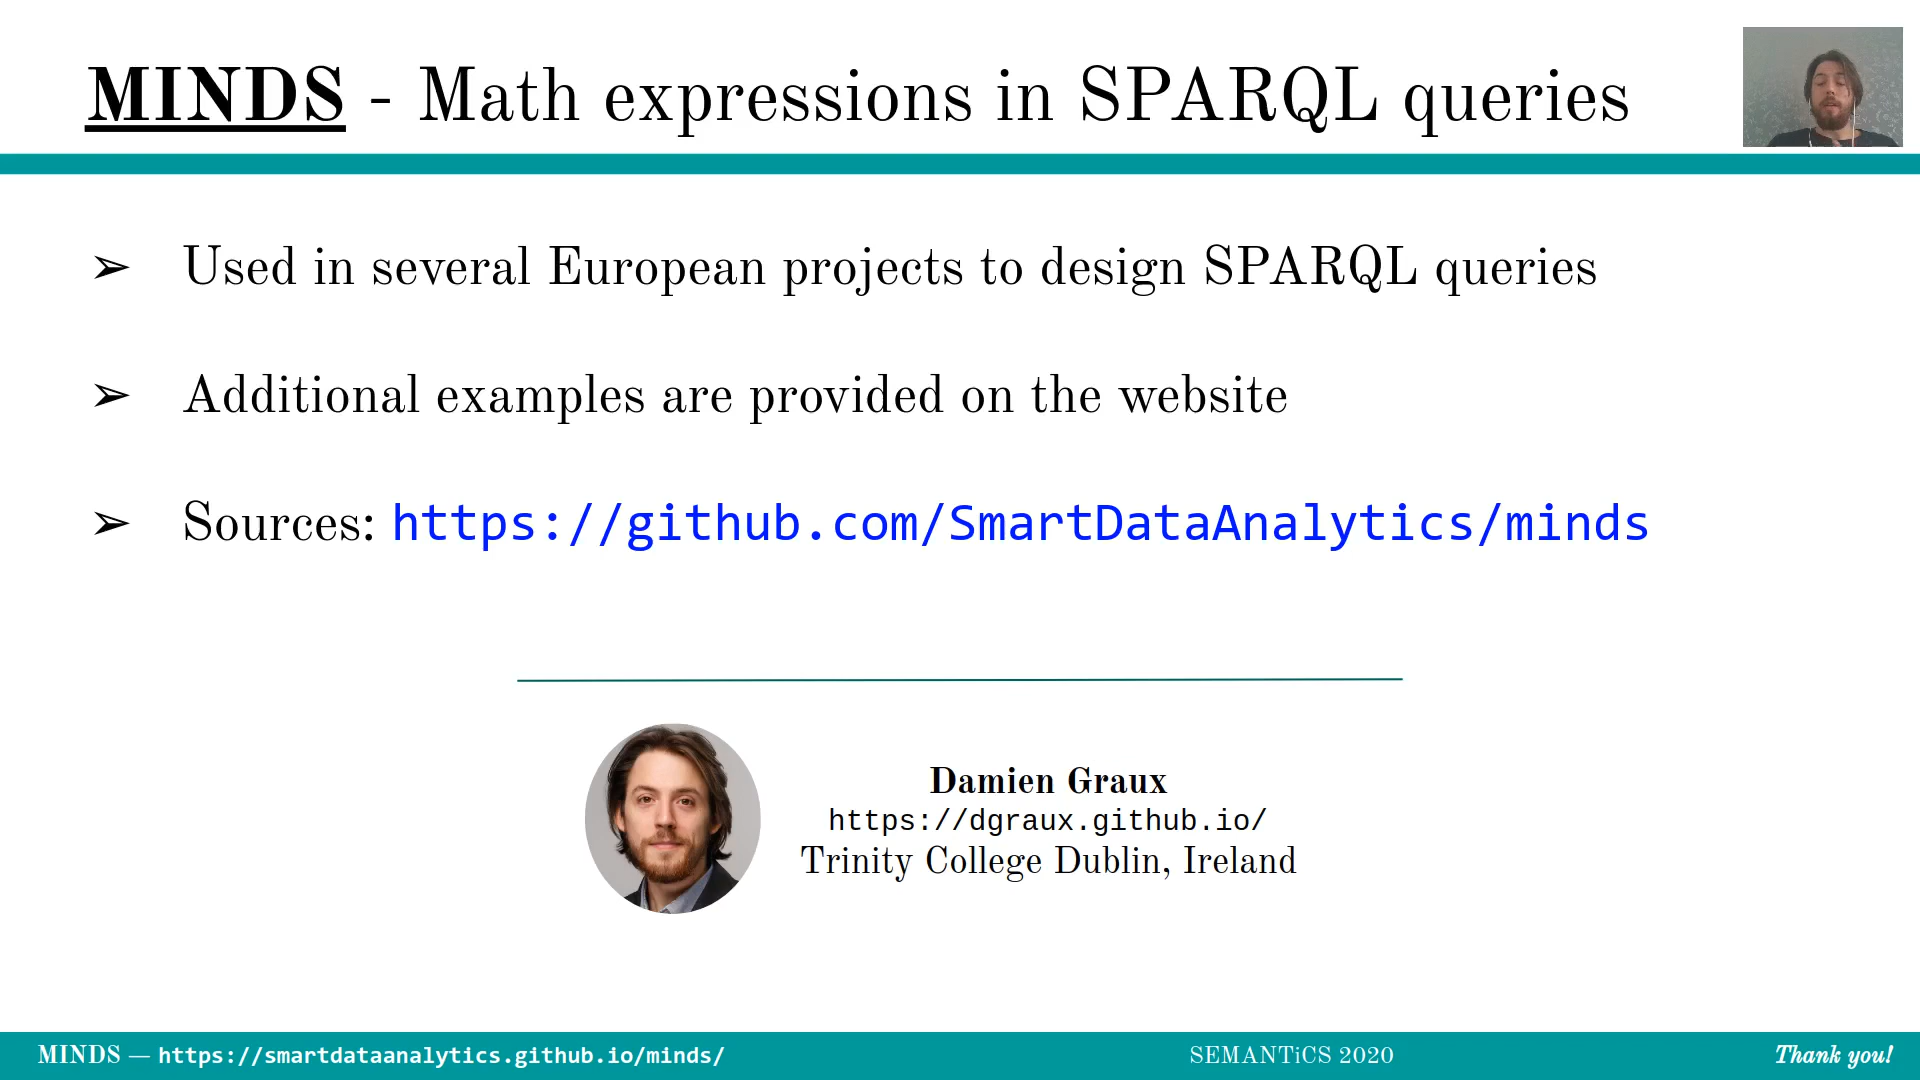 MINDS - Math expressions in SPARQL queries
➢ Used in several European projects to design SPARQL queries
➢ Additional examples are provided on the website
➢ Sources: https://github.com/SmartDataAnalytics/minds
Damien Graux
https://dgraux.github.io/
Trinity College Dublin, Ireland
MINDS — https://smartdataanalytics.github.io/minds/
SEMANTiCS 2020
Thank you!